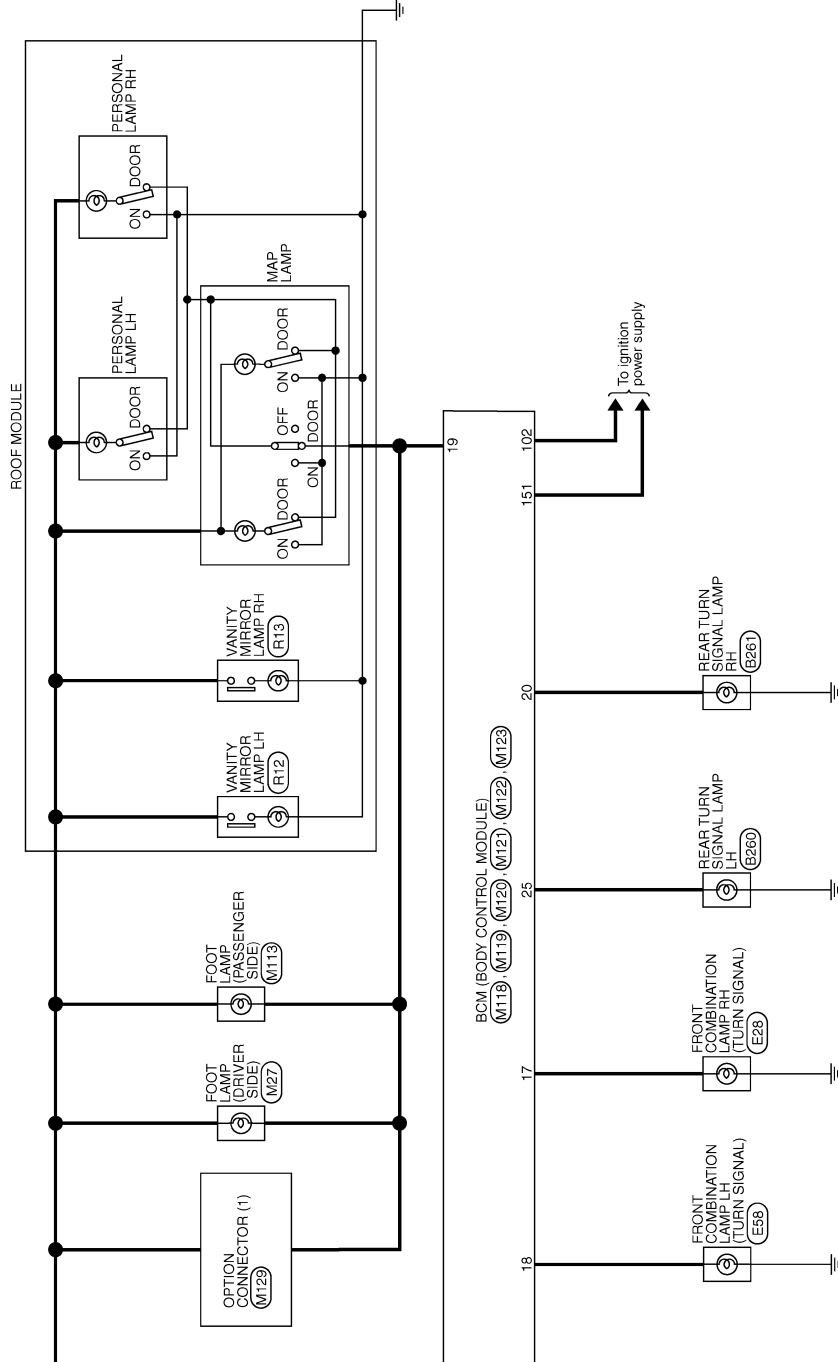 ROOF MODULE
PERSONAL
LAMP RH
ON
DOOR
PERSONAL
LAMP LH
ON
DOOR
MAP
LAMP
ON
DOOR
OFF
DOOR
ON
ON
DOOR
VANITY
MIRROR
LAMP RH
R13
VANITY
MIRROR
LAMP LH
R12
FOOT
LAMP
(PASSENGER
SIDE)
M113
FOOT
LAMP
(DRIVER
SIDE)
M27
OPTION
CONNECTOR (1)
M129
19
102
151
To ignition
power supply
BCM (BODY CONTROL MODULE)
M118 , M119 , M120 , M121 , M122 , M123
20
25
17
18
REAR TURN
SIGNAL LAMP
RH
B261
REAR TURN
SIGNAL LAMP
LH
B260
FRONT
COMBINATION
LAMP RH
(TURN SIGNAL)
E28
FRONT
COMBINATION
LAMP LH
(TURN SIGNAL)
E58